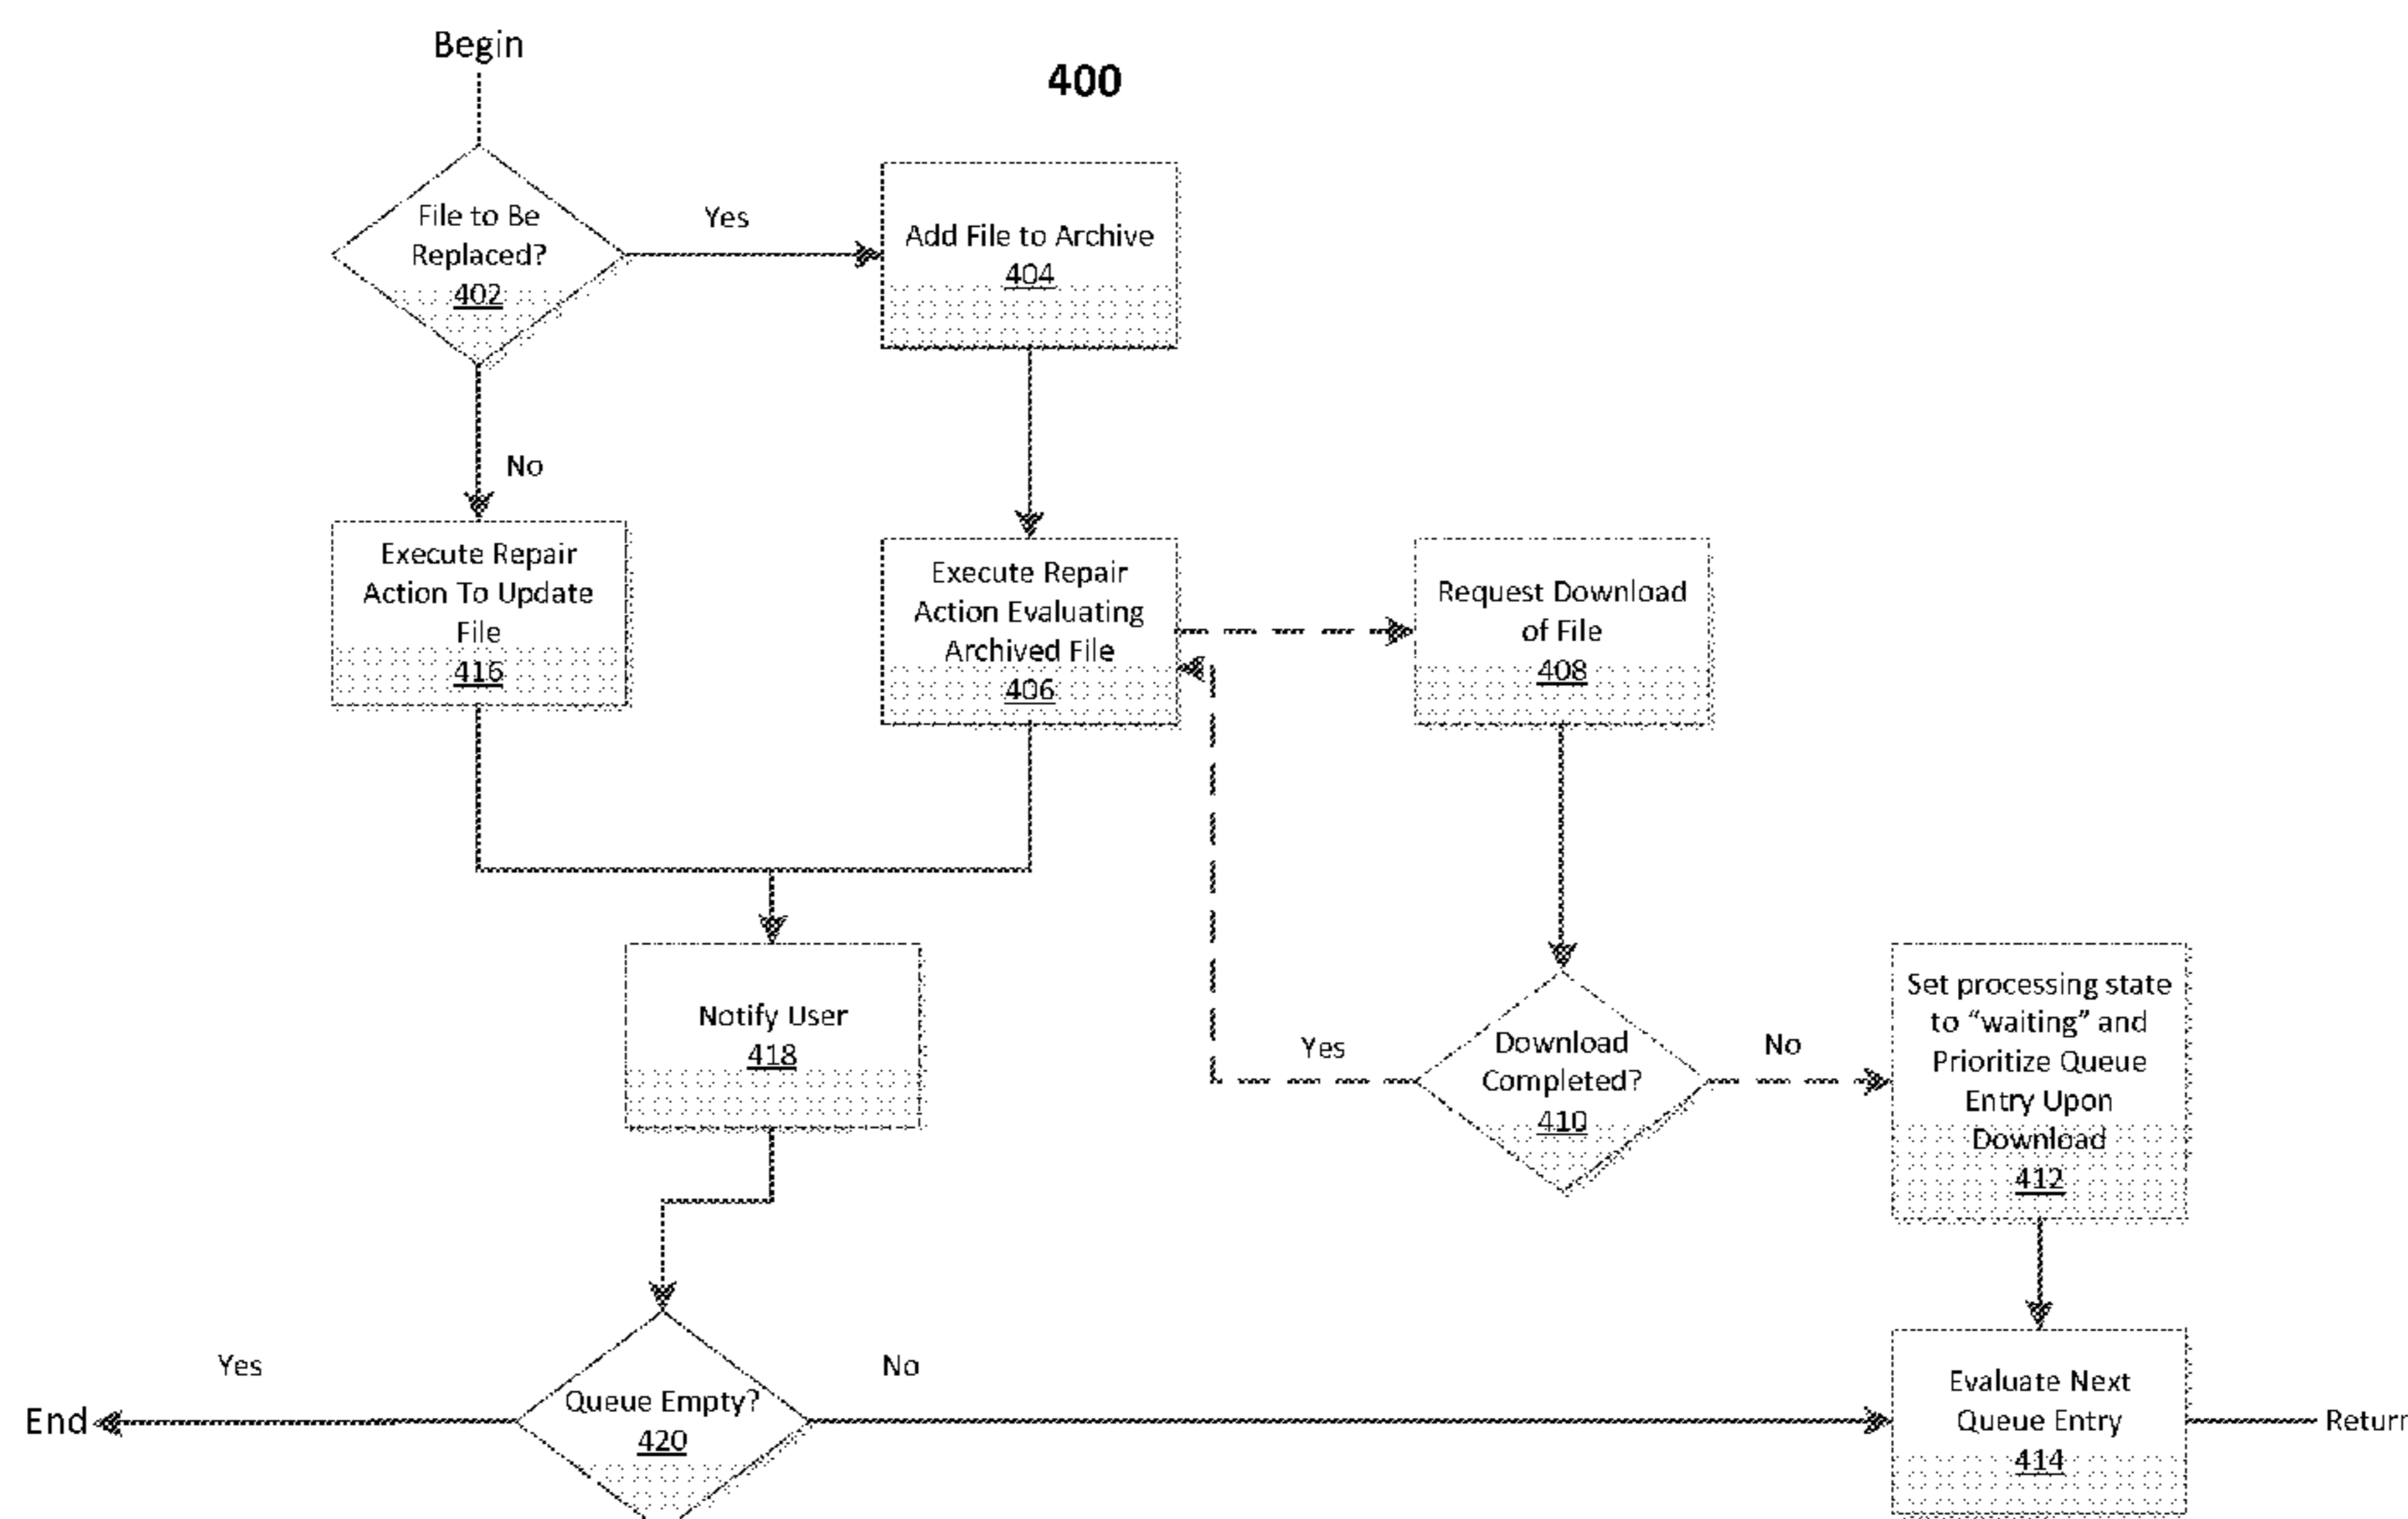 Begin
400
File to Be
Replaced?
402
Yes
Add File to Archive
404
No
Execute Repair
Action To Update
File
416
Execute Repair
Action Evaluating
Archived File
406
Request Download
of File
408
Notify User
418
Yes
Download
Completed?
410
No
Set processing state
to “waiting” and
Prioritize Queue
Entry Upon
Download
412
Yes
End
Queue Empty?
420
No
Evaluate Next
Queue Entry
414
Return